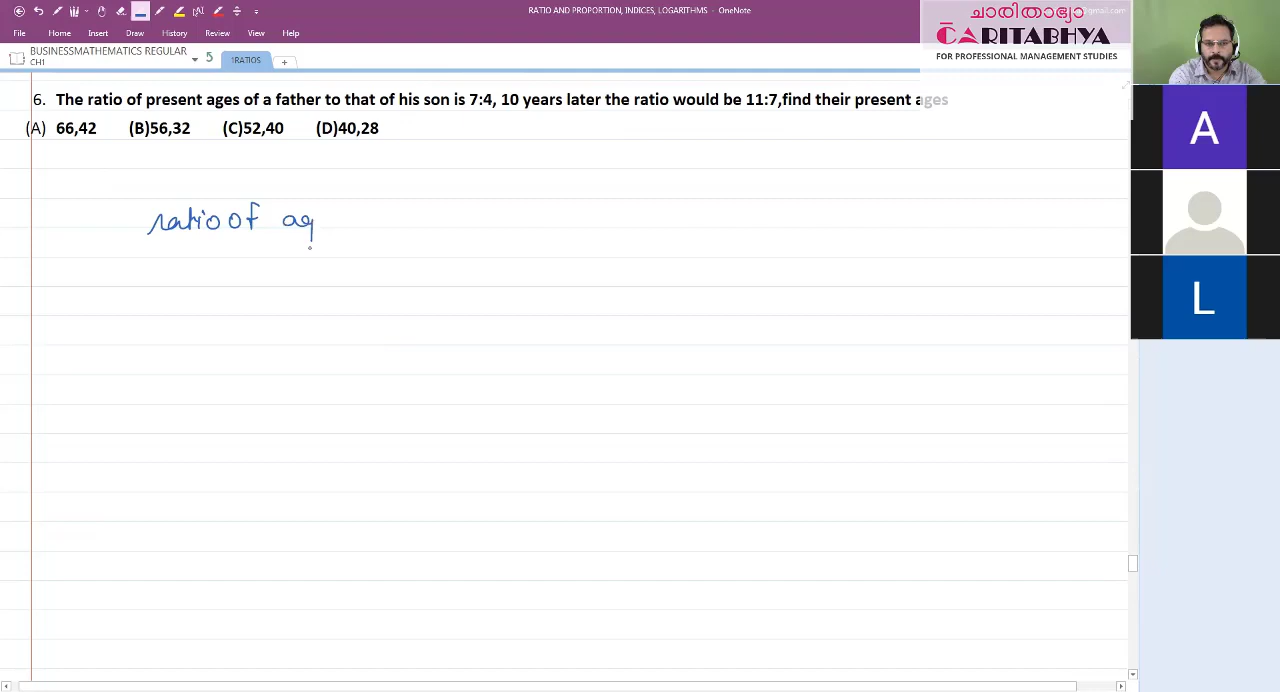 RATIO AND PROPORTION, INDICES, LOGARITHMS - OneNote
File Home Insert Draw History Review View Help
BUSINESSMATHEMATICS REGULAR
CH1
1RATIOS
ചാരിതാഭ്യാ
@gmail.com
CARITABHYA
FOR PROFESSIONAL MANAGEMENT STUDIES
6. The ratio of present ages of a father to that of his son is 7:4, 10 years later the ratio would be 11:7,find their present ages
(A) 66,42 (B)56,32 (C)52,40 (D)40,28
ratio of ag
A
L